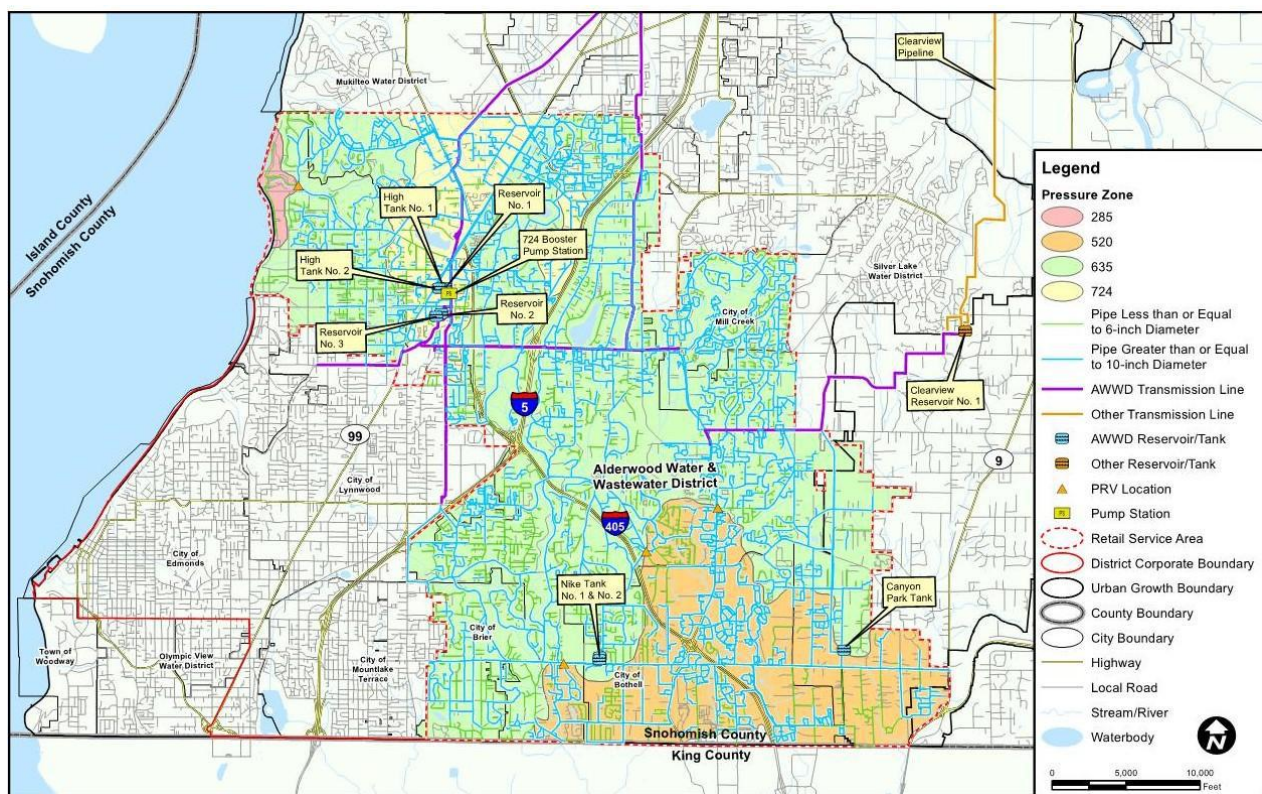 Mukilteo Water District
Clearview
Pipeline
Island County
Snohomish County
High
Tank No. 1
Reservoir
No. 1
724 Booster
Pump Station
High
Tank No. 2
Reservoir
No. 2
Reservoir
No. 3
Silver Lake
Water District
City of
Mill Creek
Clearview
Reservoir No. 1
5
99
9
City of
Lynnwood
Alderwood Water &
Wastewater District
405
City of
Edmonds
Nike Tank
No. 1 & No. 2
Canyon
Park Tank
City of
Brier
Town of
Woodway
Olympic View
Water District
City of
Mountlake
Terrace
City of
Bothell
Snohomish County
King County
Legend
Pressure Zone
285
520
635
724
Pipe Less than or Equal
to 6-inch Diameter
Pipe Greater than or Equal
to 10-inch Diameter
AWWD Transmission Line
Other Transmission Line
AWWD Reservoir/Tank
Other Reservoir/Tank
PRV Location
PS
Pump Station
Retail Service Area
District Corporate Boundary
Urban Growth Boundary
County Boundary
City Boundary
Highway
Local Road
Stream/River
Waterbody
N
0 5,000 10,000
Feet